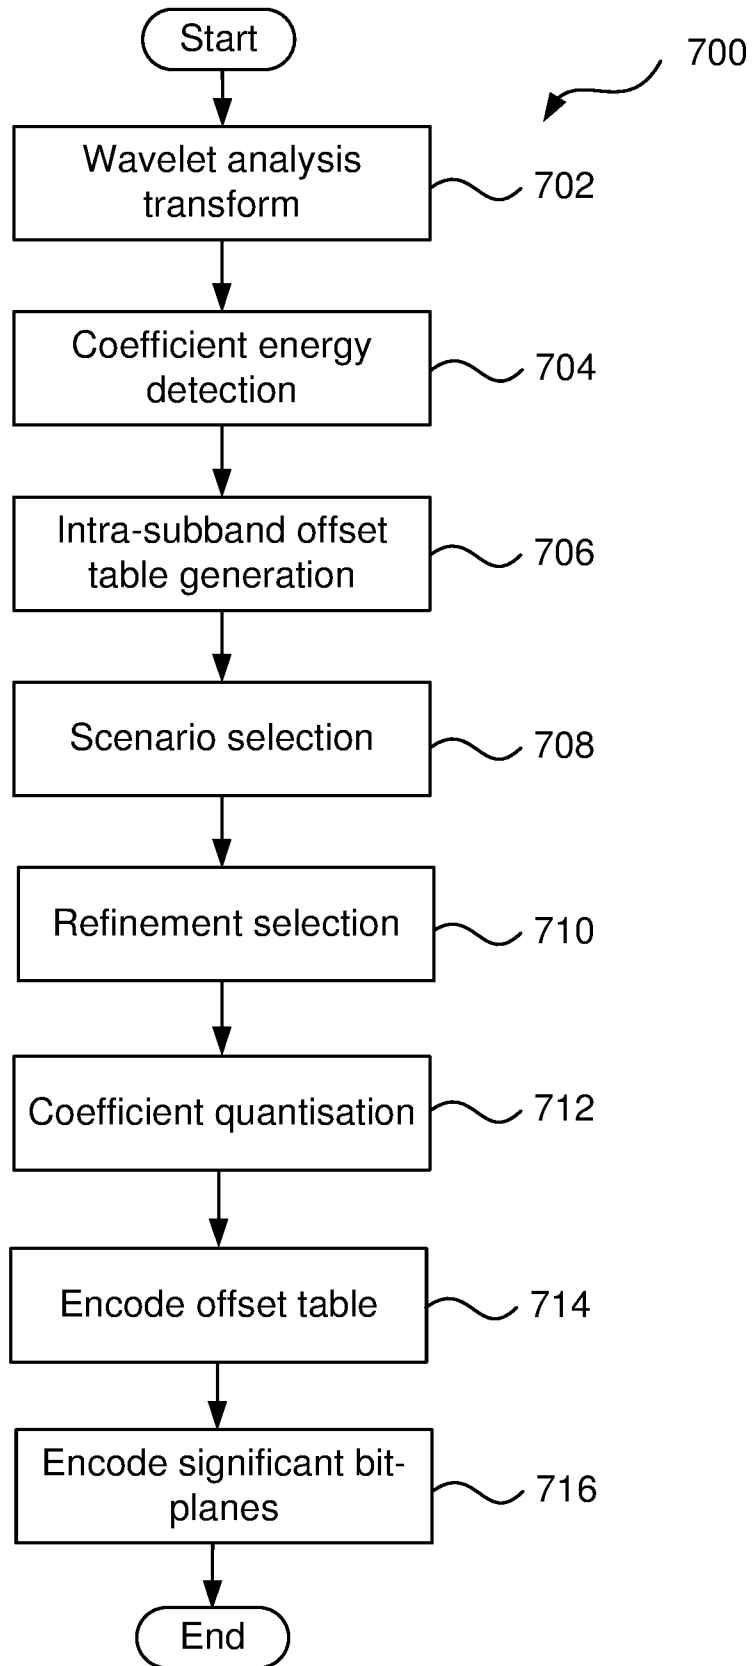 Start
700
Wavelet analysis
transform
702
Coefficient energy
detection
704
Intra-subband offset
table generation
706
Scenario selection
708
Refinement selection
710
Coefficient quantisation
712
Encode offset table
714
Encode significant bit-
planes
716
End